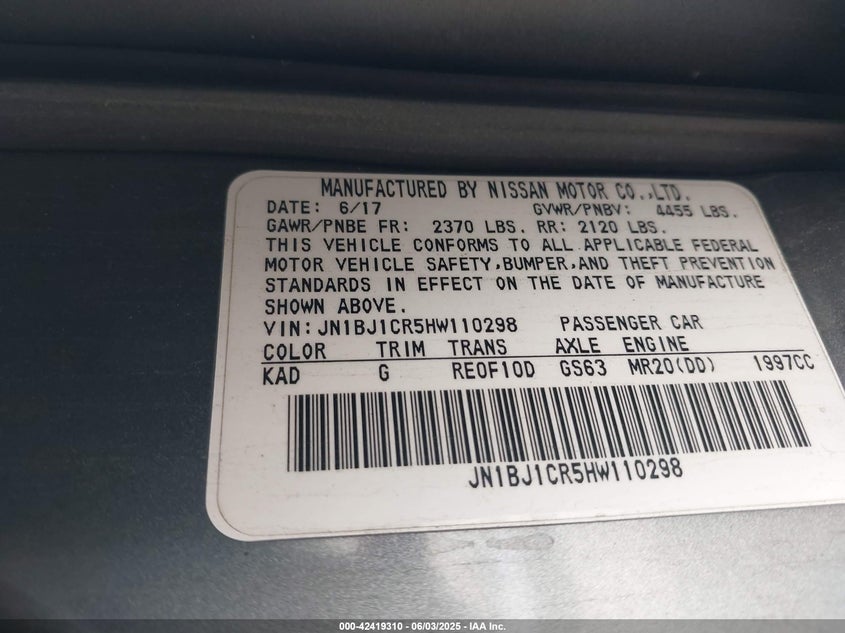 MANUFACTURED BY NISSAN MOTOR CO.,LTD.
DATE: 6/17 GVWR/PNBV: 4455 LBS.
GAWR/PNBE FR: 2370 LBS. RR: 2120 LBS.
THIS VEHICLE CONFORMS TO ALL APPLICABLE FEDERAL
MOTOR VEHICLE SAFETY,BUMPER,AND THEFT PREVENTION
STANDARDS IN EFFECT ON THE DATE OF MANUFACTURE
SHOWN ABOVE.
VIN:JN1BJ1CR5HW110298 PASSENGER CAR
COLOR TRIM TRANS AXLE ENGINE
KAD G REOF10D GS63 MR20(DD) 1997CC
JN1BJ1CR5HW110298
000-42419310 - 06/03/2025 - IAA Inc.